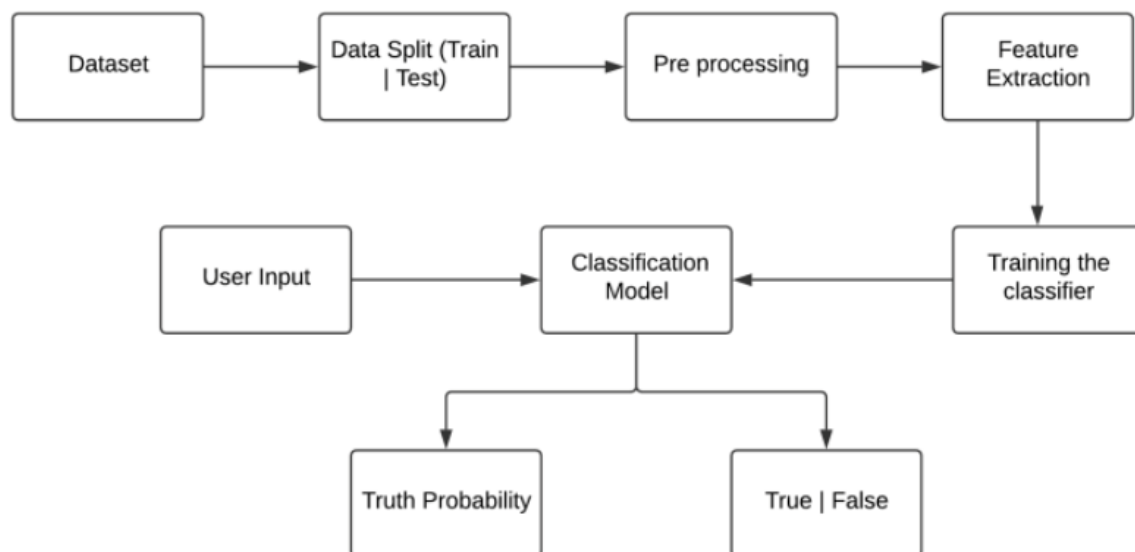 Dataset
Data Split (Train
| Test)
Pre processing
Feature
Extraction
User Input
Classification
Model
Training the
classifier
Truth Probability
True | False